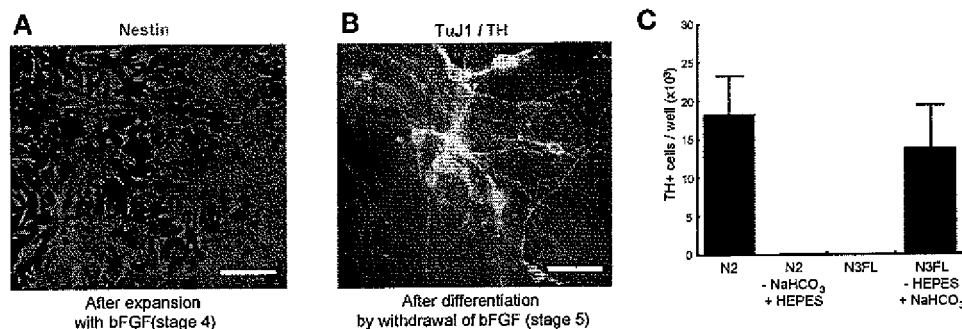 A
Nestin
After expansion
with bFGF(stage 4)
B
TuJ1 / TH
After differentiation
by withdrawal of bFGF (stage 5)
C
TH+ cells / well (x10³)
30
25
20
15
10
5
0
N2
N2
- NaHCO₃
+ HEPES
N3FL
N3FL
- HEPES
+ NaHCO₃